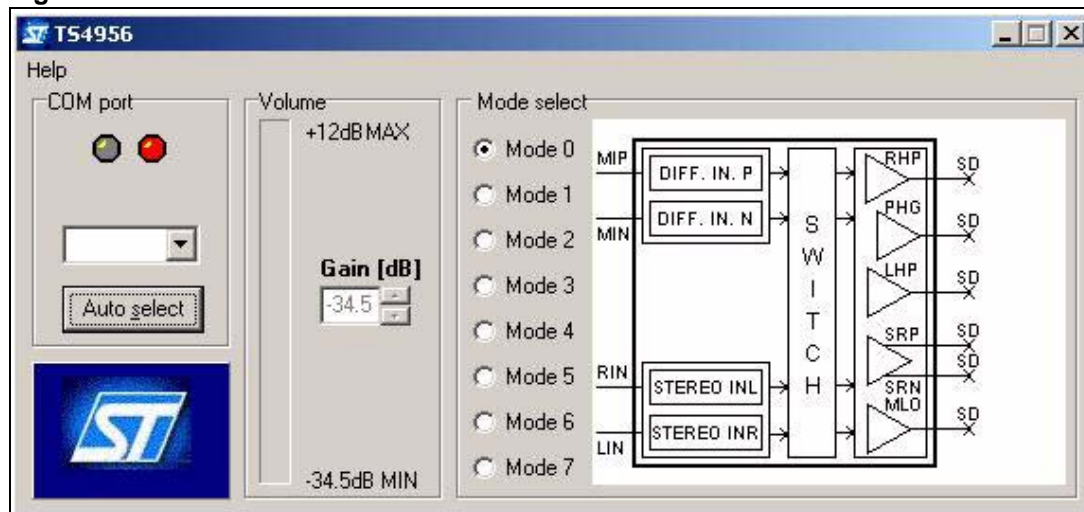 TS4956
Help
COM port
Auto select
Volume
+12dB MAX
Gain [dB]
-34.5
-34.5dB MIN
Mode select
Mode 0
Mode 1
Mode 2
Mode 3
Mode 4
Mode 5
Mode 6
Mode 7
MIP
MIN
RIN
LIN
DIFF. IN. P
DIFF. IN. N
STEREO INL
STEREO INR
SWITCH
RHP
PHG
LHP
SRP
SRN
MLO
SD
SD
SD
SD
SD
SD
ST